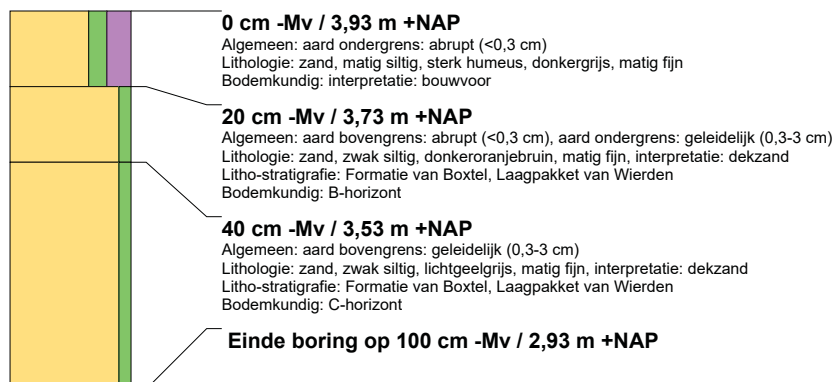 0 cm -Mv / 3,93 m +NAP
Algemeen: aard ondergrens: abrupt (<0,3 cm)
Lithologie: zand, matig siltig, sterk humeus, donkergrijs, matig fijn
Bodemkundig: interpretatie: bouwvoor
20 cm -Mv / 3,73 m +NAP
Algemeen: aard bovengrens: abrupt (<0,3 cm), aard ondergrens: geleidelijk (0,3-3 cm)
Lithologie: zand, zwak siltig, donkeroranjebruin, matig fijn, interpretatie: dekzand
Litho-stratigrafie: Formatie van Boxtel, Laagpakket van Wierden
Bodemkundig: B-horizont
40 cm -Mv / 3,53 m +NAP
Algemeen: aard bovengrens: geleidelijk (0,3-3 cm)
Lithologie: zand, zwak siltig, lichtgeelgrijs, matig fijn, interpretatie: dekzand
Litho-stratigrafie: Formatie van Boxtel, Laagpakket van Wierden
Bodemkundig: C-horizont
Einde boring op 100 cm -Mv / 2,93 m +NAP